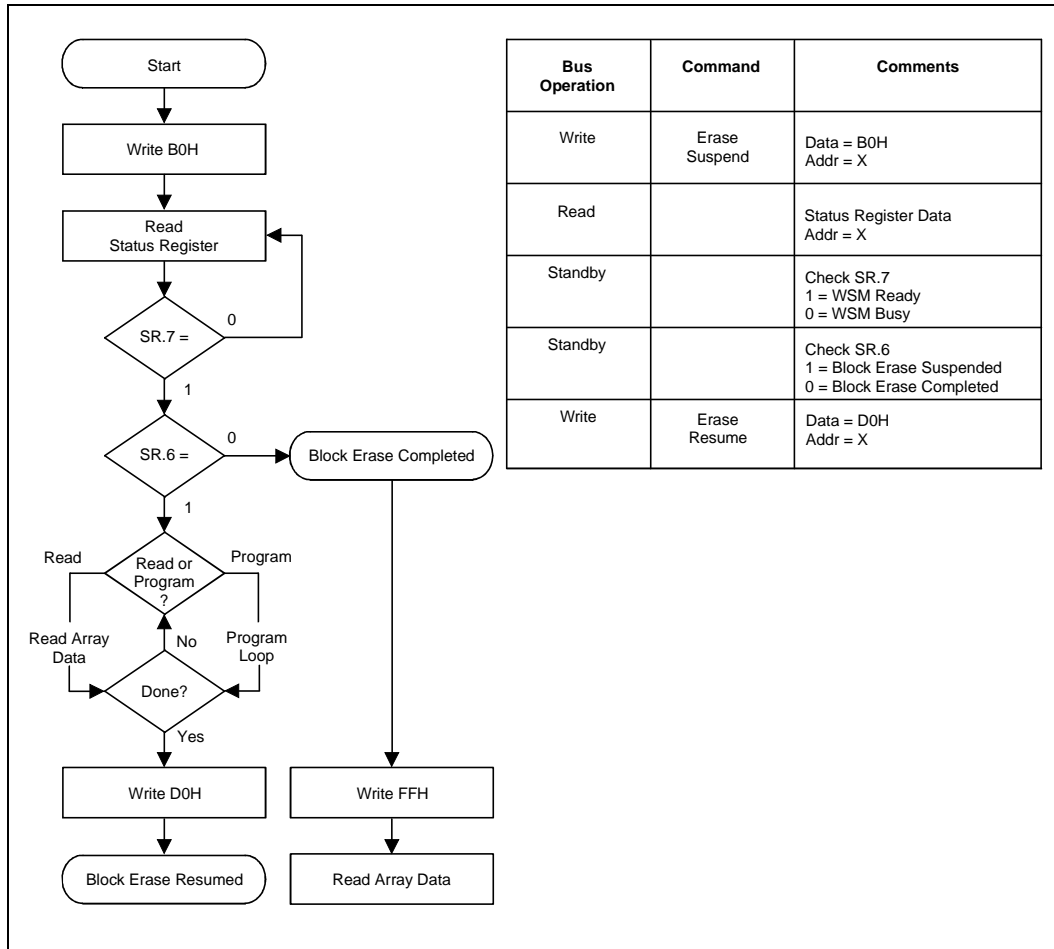 Start
Write B0H
Read
Status Register
SR.7 =
0
1
SR.6 =
0
Block Erase Completed
1
Read
Read or
Program
?
Program
Read Array
Data
No
Program
Loop
Done?
Yes
Write D0H
Write FFH
Block Erase Resumed
Read Array Data
Bus
Operation
Command
Comments
Write
Erase
Suspend
Data = B0H
Addr = X
Read
Status Register Data
Addr = X
Standby
Check SR.7
1 = WSM Ready
0 = WSM Busy
Standby
Check SR.6
1 = Block Erase Suspended
0 = Block Erase Completed
Write
Erase
Resume
Data = D0H
Addr = X